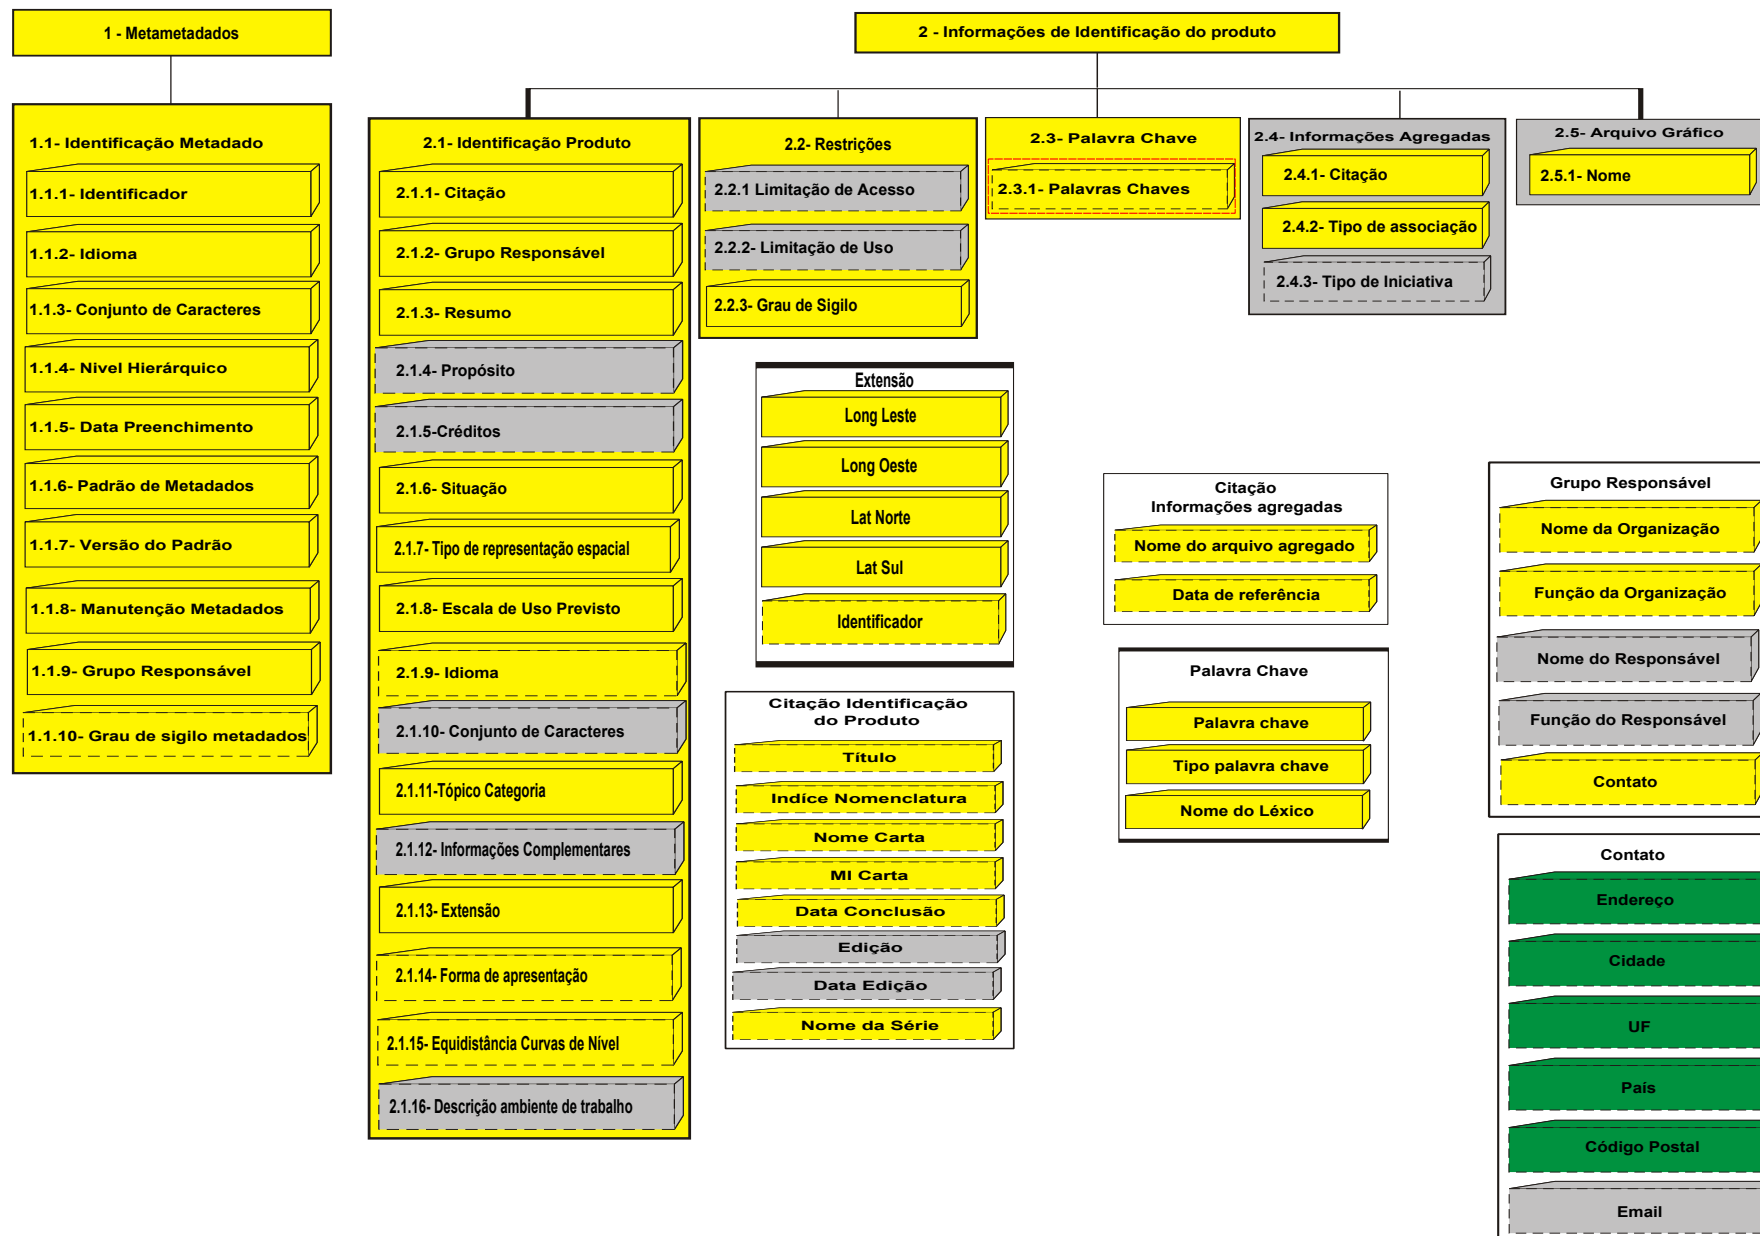 1 - Metametadados
2 - Informações de Identificação do produto
1.1- Identificação Metadado
1.1.1- Identificador
1.1.2- Idioma
1.1.3- Conjunto de Caracteres
1.1.4- Nivel Hierárquico
1.1.5- Data Preenchimento
1.1.6- Padrão de Metadados
1.1.7- Versão do Padrão
1.1.8- Manutenção Metadados
1.1.9- Grupo Responsável
1.1.10- Grau de sigilo metadados
2.1- Identificação Produto
2.1.1- Citação
2.1.2- Grupo Responsável
2.1.3- Resumo
2.1.4- Propósito
2.1.5-Créditos
2.1.6- Situação
2.1.7- Tipo de representação espacial
2.1.8- Escala de Uso Previsto
2.1.9- Idioma
2.1.10- Conjunto de Caracteres
2.1.11-Tópico Categoria
2.1.12- Informações Complementares
2.1.13- Extensão
2.1.14- Forma de apresentação
2.1.15- Equidistância Curvas de Nível
2.1.16- Descrição ambiente de trabalho
2.2- Restrições
2.2.1 Limitação de Acesso
2.2.2- Limitação de Uso
2.2.3- Grau de Sigilo
2.3- Palavra Chave
2.3.1- Palavras Chaves
2.4- Informações Agregadas
2.4.1- Citação
2.4.2- Tipo de associação
2.4.3- Tipo de Iniciativa
2.5- Arquivo Gráfico
2.5.1- Nome
Extensão
Long Leste
Long Oeste
Lat Norte
Lat Sul
Identificador
Citação Identificação
do Produto
Título
Indíce Nomenclatura
Nome Carta
MI Carta
Data Conclusão
Edição
Data Edição
Nome da Série
Citação
Informações agregadas
Nome do arquivo agregado
Data de referência
Palavra Chave
Palavra chave
Tipo palavra chave
Nome do Léxico
Grupo Responsável
Nome da Organização
Função da Organização
Nome do Responsável
Função do Responsável
Contato
Contato
Endereço
Cidade
UF
País
Código Postal
Email